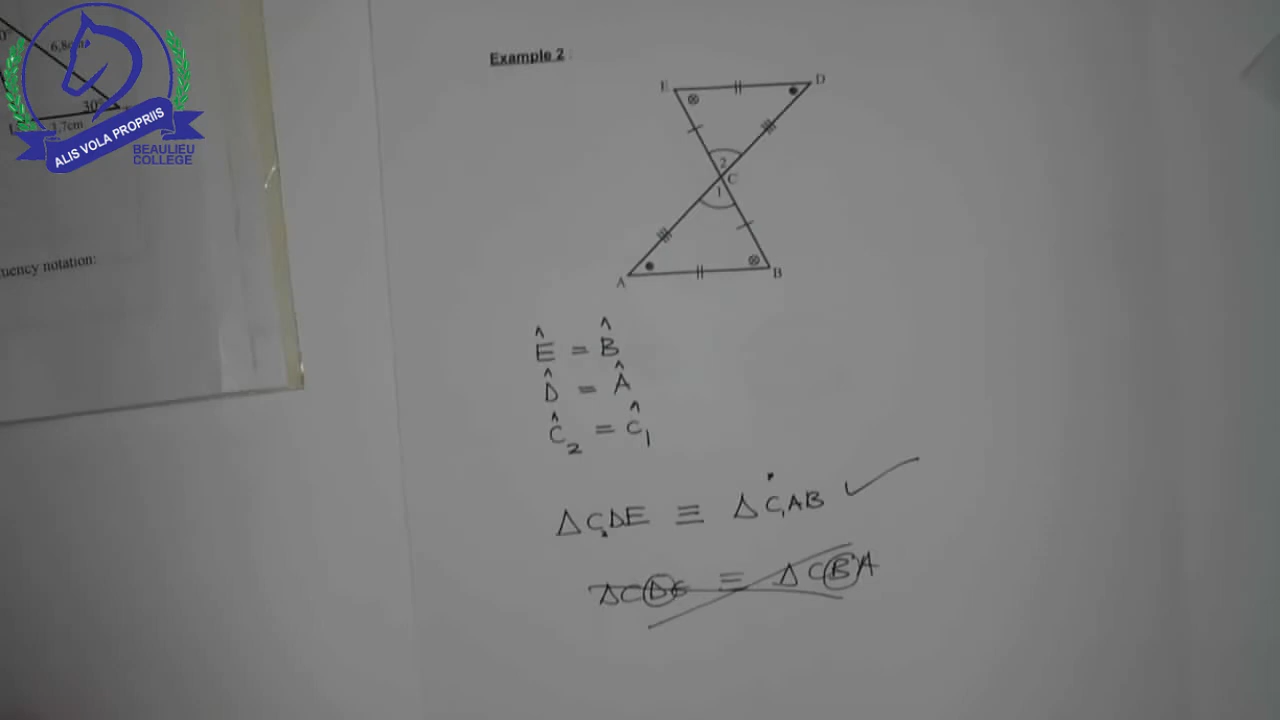 6,8cm
30°
1,7cm
ALIS VOLA PROPRIIS
BEAULIEU
COLLEGE
uency notation:
Example 2 :
E
D
2
C
1
A
B
Ê = B̂
D̂ = Â
Ĉ₂ = Ĉ₁
ΔCDE ≡ ΔCAB ✓
ΔCDE ≡ ΔCBA